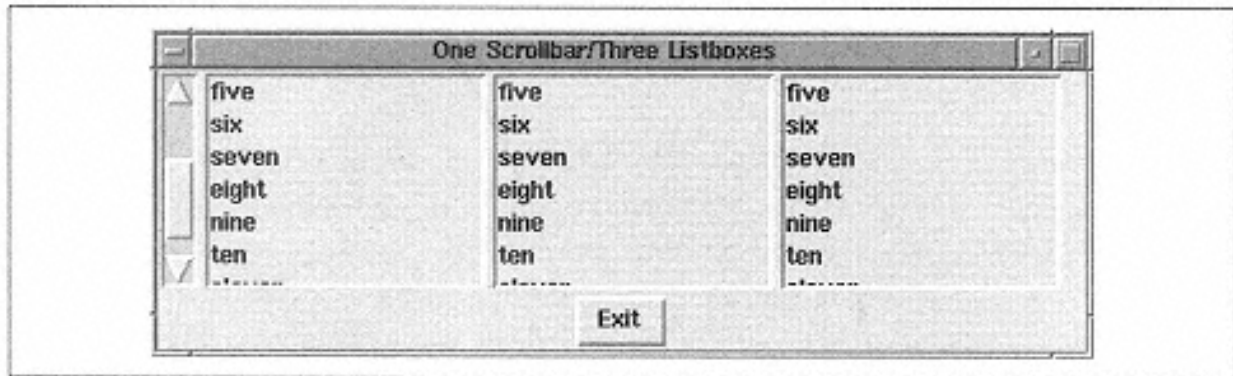 One Scrollbar/Three Listboxes
five
six
seven
eight
nine
ten
five
six
seven
eight
nine
ten
five
six
seven
eight
nine
ten
Exit